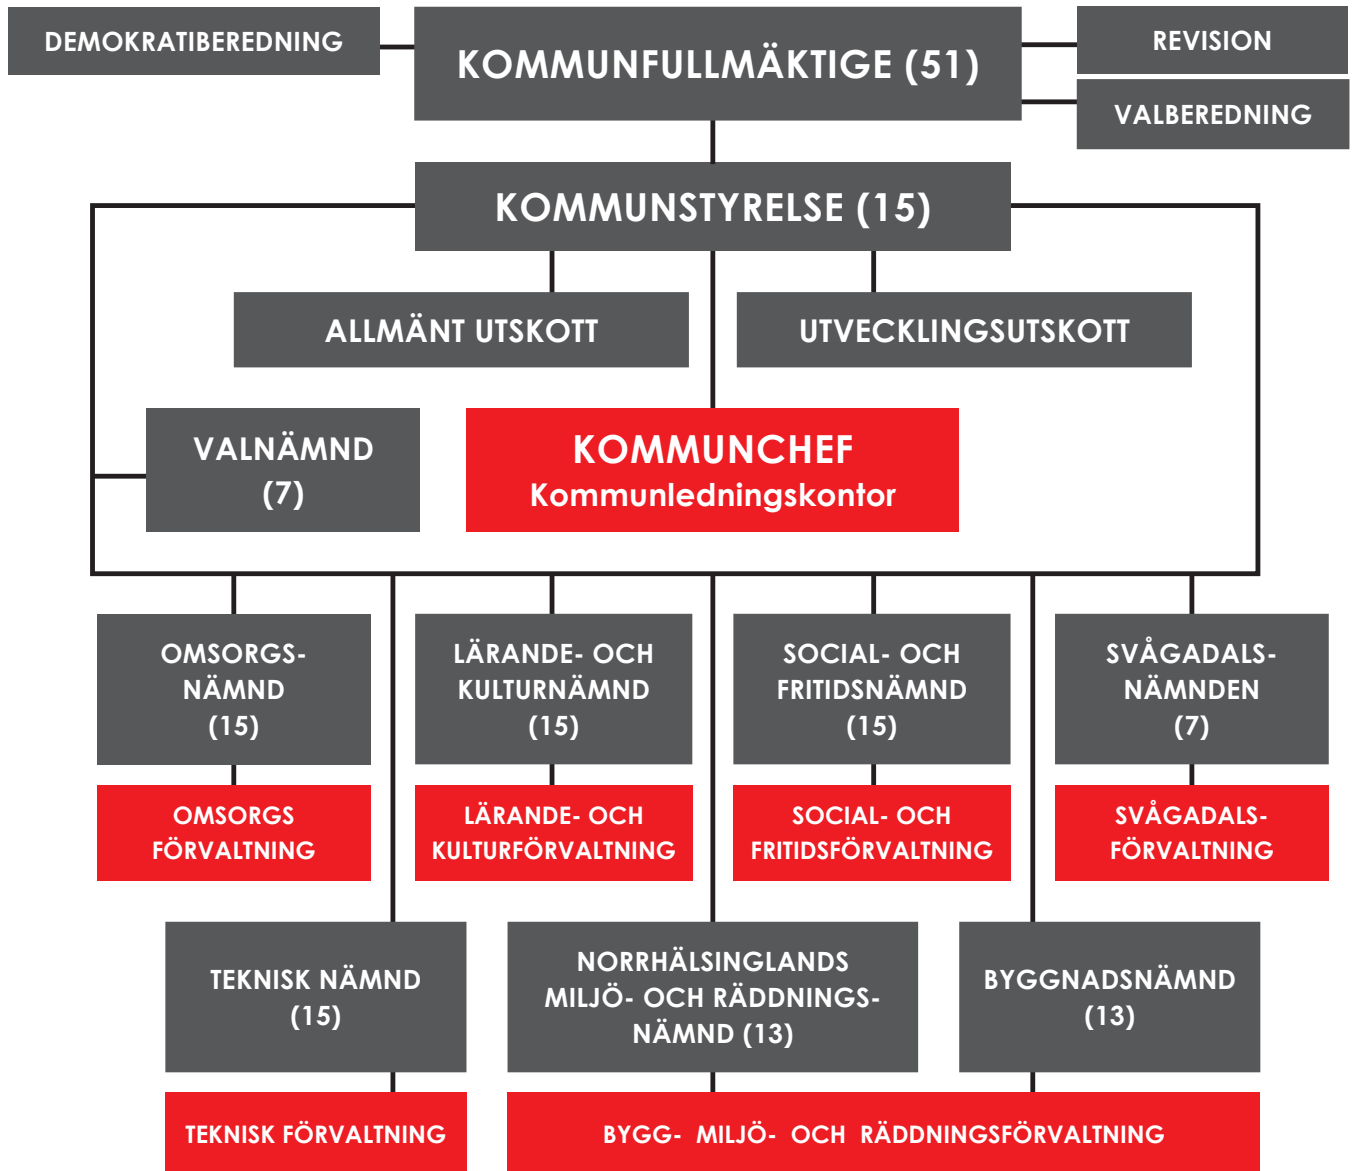 DEMOKRATIBEREDNING
KOMMUNFULLMÄKTIGE (51)
REVISION
VALBEREDNING
KOMMUNSTYRELSE (15)
ALLMÄNT UTSKOTT
UTVECKLINGSUTSKOTT
VALNÄMND
(7)
KOMMUNCHEF
Kommunledningskontor
OMSORGS-
NÄMND
(15)
LÄRANDE- OCH
KULTURNÄMND
(15)
SOCIAL- OCH
FRITIDSNÄMND
(15)
SVÅGADALS-
NÄMNDEN
(7)
OMSORGS
FÖRVALTNING
LÄRANDE- OCH
KULTURFÖRVALTNING
SOCIAL- OCH
FRITIDSFÖRVALTNING
SVÅGADALS-
FÖRVALTNING
TEKNISK NÄMND
(15)
NORRHÄLSINGLANDS
MILJÖ- OCH RÄDDNINGS-
NÄMND (13)
BYGGNADSNÄMND
(13)
TEKNISK FÖRVALTNING
BYGG- MILJÖ- OCH RÄDDNINGSFÖRVALTNING